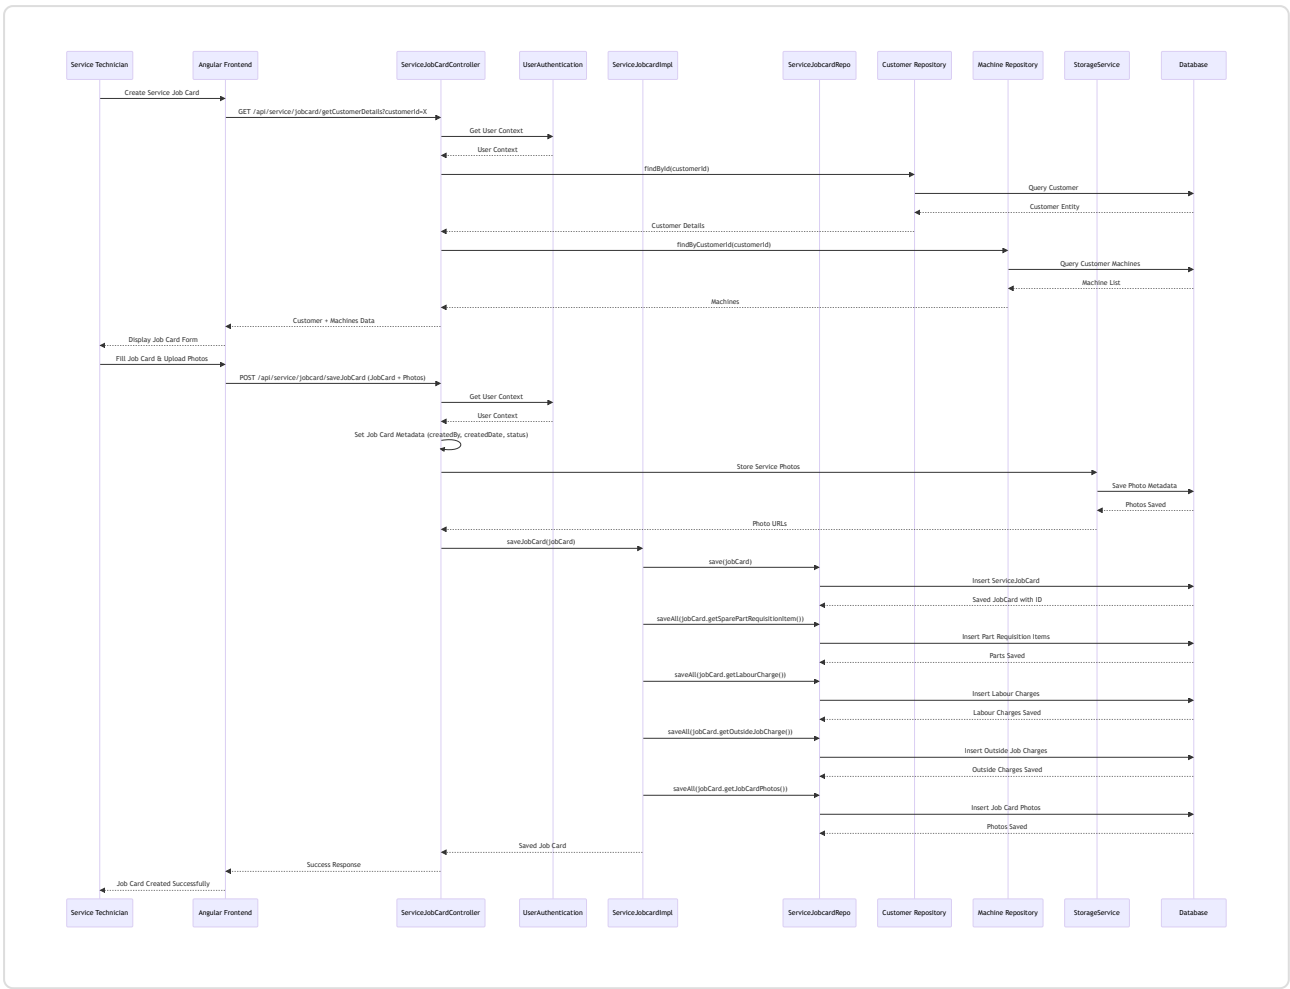 Service Technician
Angular Frontend
ServiceJobCardController
UserAuthentication
ServiceJobcardImpl
ServiceJobcardRepo
Customer Repository
Machine Repository
StorageService
Database
Create Service Job Card
GET /api/service/jobcard/getCustomerDetails?customerId=X
Get User Context
User Context
findById(customerId)
Query Customer
Customer Entity
Customer Details
findByCustomerId(customerId)
Query Customer Machines
Machine List
Machines
Customer + Machines Data
Display Job Card Form
Fill Job Card & Upload Photos
POST /api/service/jobcard/saveJobCard (JobCard + Photos)
Get User Context
User Context
Set Job Card Metadata (createdBy, createdDate, status)
Store Service Photos
Save Photo Metadata
Photos Saved
Photo URLs
saveJobCard(jobCard)
save(jobCard)
Insert ServiceJobCard
Saved JobCard with ID
saveAll(jobCard.getSparePartRequisitionItem())
Insert Part Requisition Items
Parts Saved
saveAll(jobCard.getLabourCharge())
Insert Labour Charges
Labour Charges Saved
saveAll(jobCard.getOutsideJobCharge())
Insert Outside Job Charges
Outside Charges Saved
saveAll(jobCard.getJobCardPhotos())
Insert Job Card Photos
Photos Saved
Saved Job Card
Success Response
Job Card Created Successfully
Service Technician
Angular Frontend
ServiceJobCardController
UserAuthentication
ServiceJobcardImpl
ServiceJobcardRepo
Customer Repository
Machine Repository
StorageService
Database